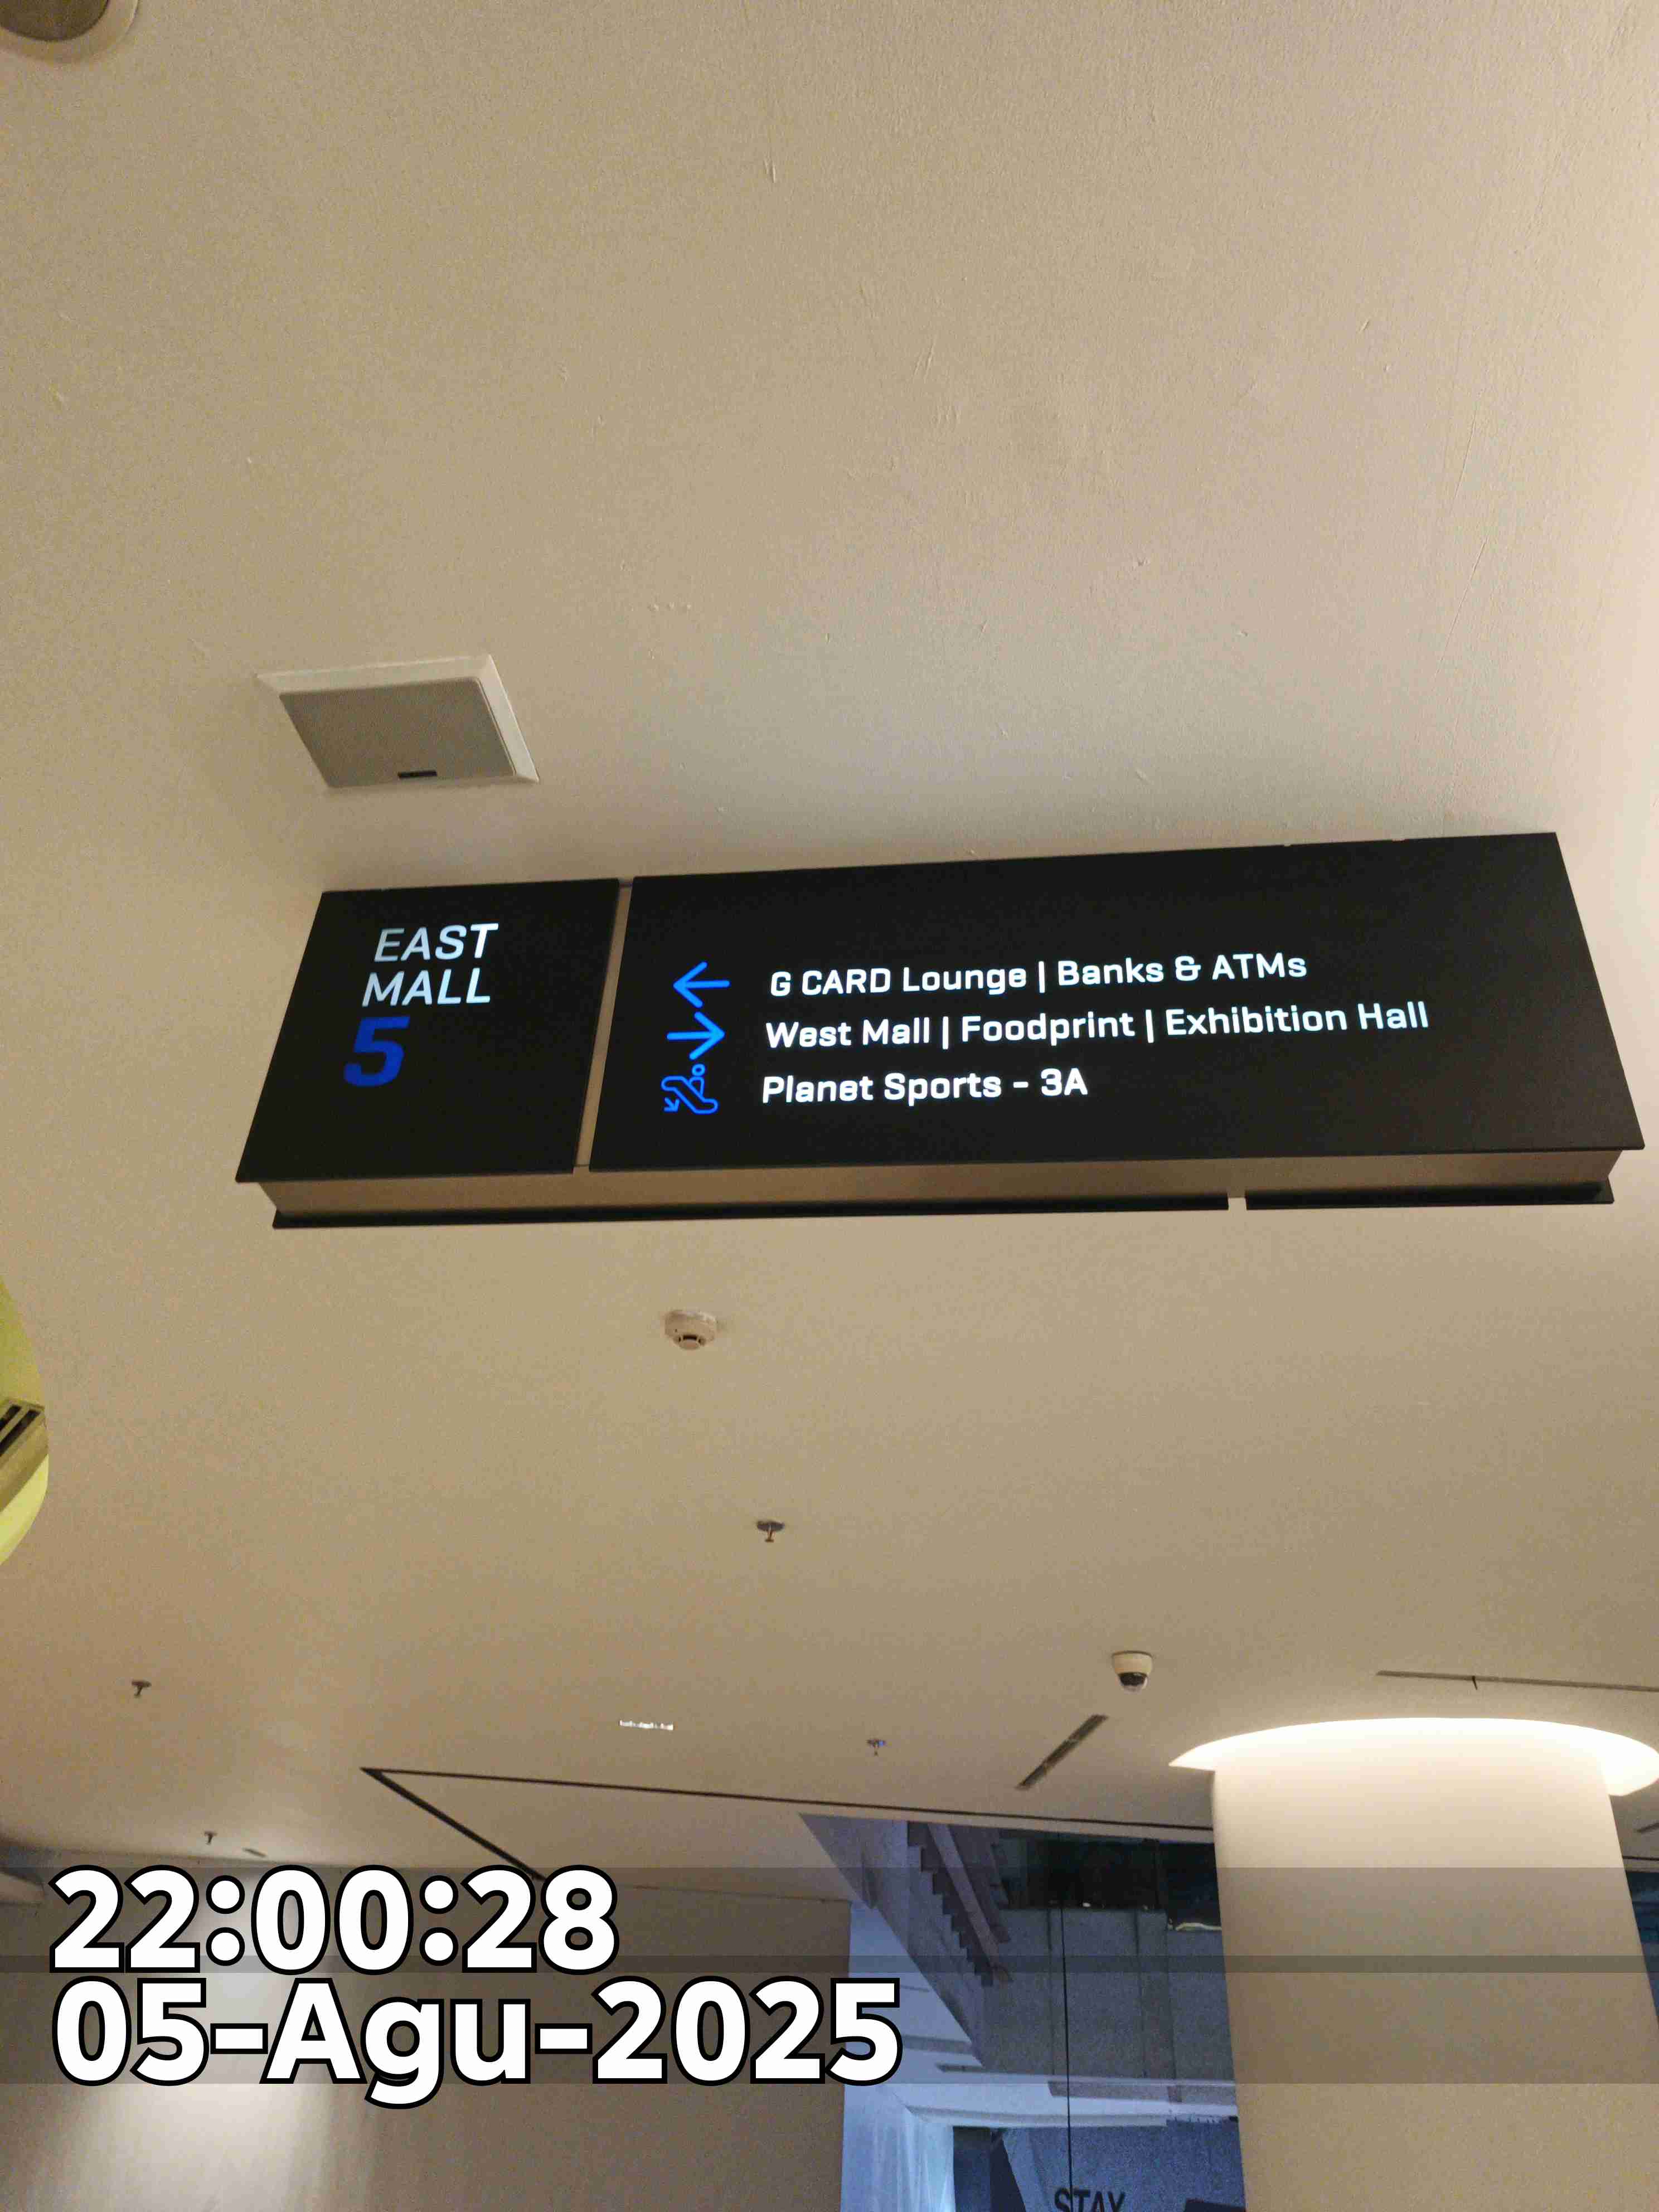 EAST
MALL
5
G CARD Lounge | Banks & ATMs
West Mall | Foodprint | Exhibition Hall
Planet Sports - 3A
22:00:28
05-Agu-2025
STAY